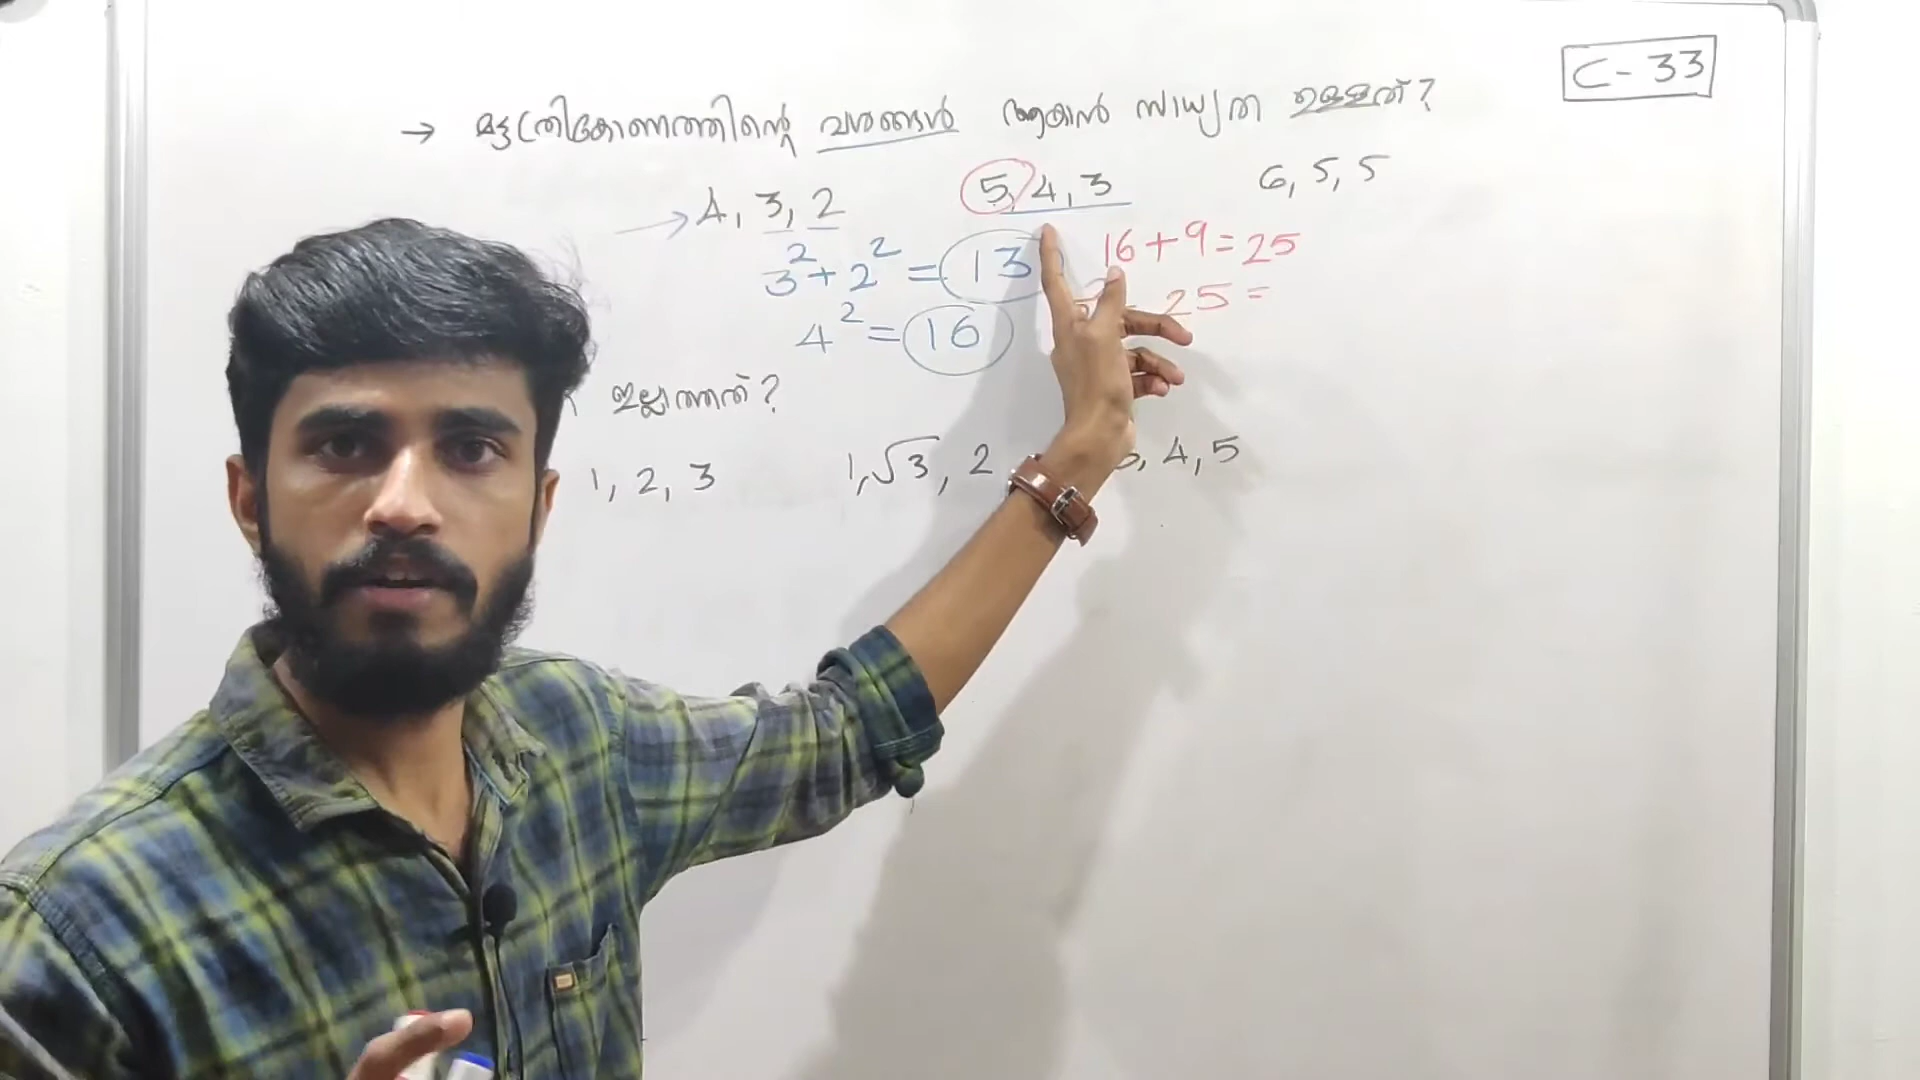 C-33
→ മട്ടത്രികോണത്തിന്റെ വശങ്ങൾ ആകാൻ സാധ്യത ഉള്ളത്?
4, 3, 2 5, 4, 3 6, 5, 5
3² + 2² = 13 16 + 9 = 25
4² = 16 25 =
ഇല്ലാത്തത്?
1, 2, 3 1, √3, 2 4, 5